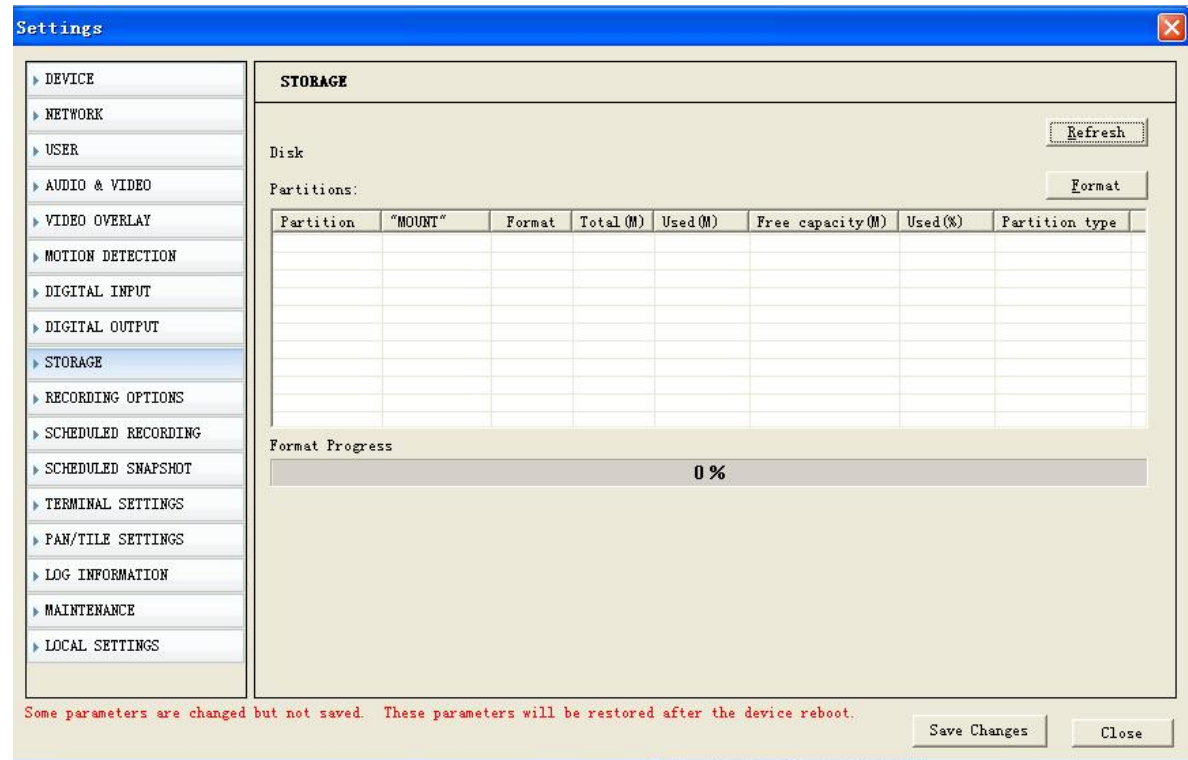 Settings
DEVICE
NETWORK
USER
AUDIO & VIDEO
VIDEO OVERLAY
MOTION DETECTION
DIGITAL INPUT
DIGITAL OUTPUT
STORAGE
RECORDING OPTIONS
SCHEDULED RECORDING
SCHEDULED SNAPSHOT
TERMINAL SETTINGS
PAN/TILE SETTINGS
LOG INFORMATION
MAINTENANCE
LOCAL SETTINGS
STORAGE
Refresh
Disk
Partitions:
Format
Partition "MOUNT" Format Total(M) Used(M) Free capacity(M) Used(%) Partition type
Format Progress
0%
Some parameters are changed but not saved. These parameters will be restored after the device reboot.
Save Changes Close